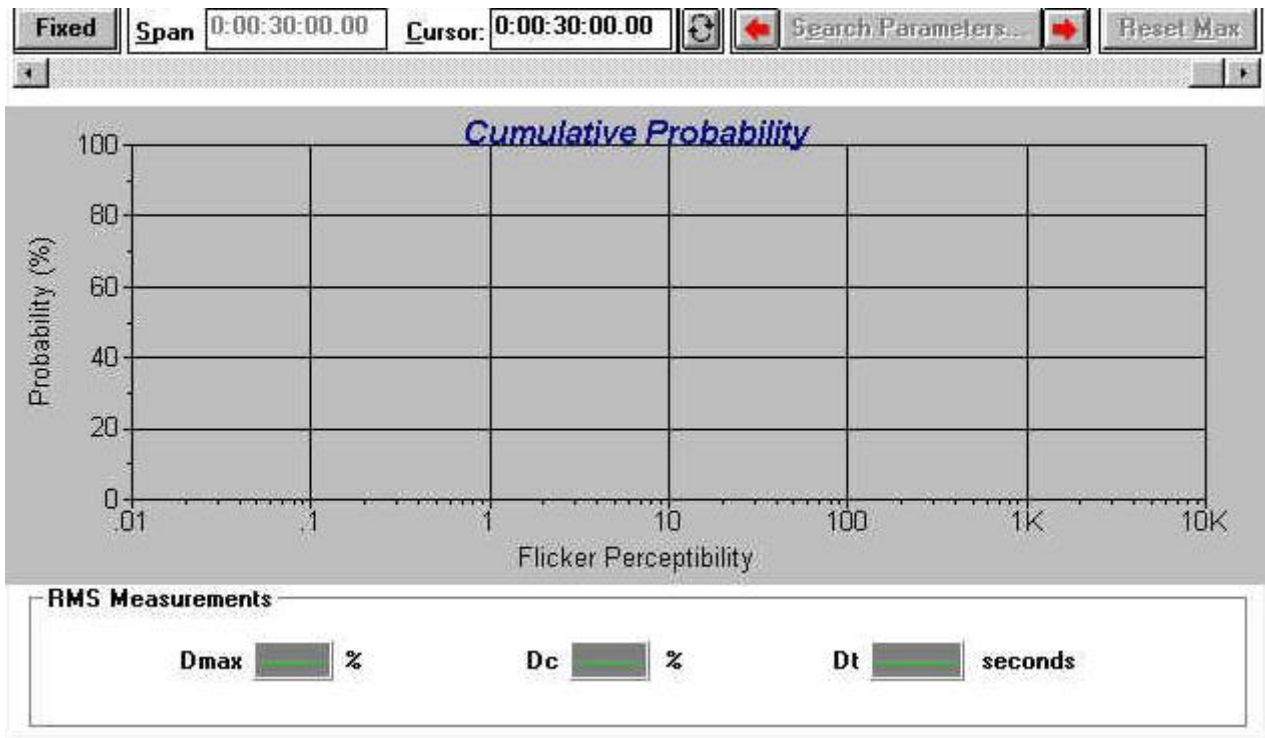 Fixed Span 0:00:30:00.00 Cursor: 0:00:30:00.00 Search Parameters... Reset Max
Cumulative Probability
100
80
60
40
20
0
Probability (%)
.01 .1 1 10 100 1K 10K
Flicker Perceptibility
RMS Measurements
Dmax % Dc % Dt seconds